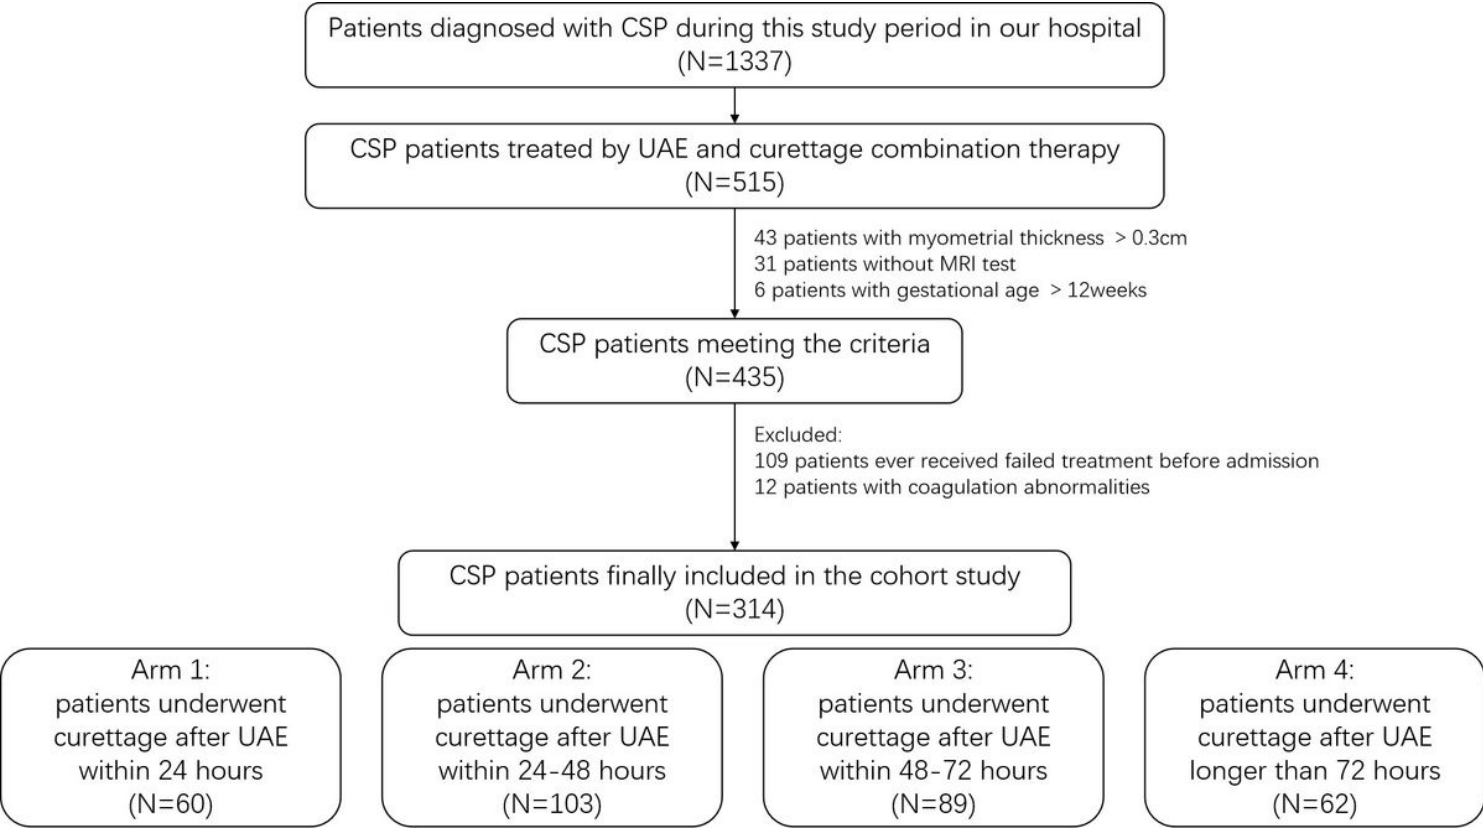 Patients diagnosed with CSP during this study period in our hospital
(N=1337)
CSP patients treated by UAE and curettage combination therapy
(N=515)
43 patients with myometrial thickness > 0.3cm
31 patients without MRI test
6 patients with gestational age > 12weeks
CSP patients meeting the criteria
(N=435)
Excluded:
109 patients ever received failed treatment before admission
12 patients with coagulation abnormalities
CSP patients finally included in the cohort study
(N=314)
Arm 1:
patients underwent
curettage after UAE
within 24 hours
(N=60)
Arm 2:
patients underwent
curettage after UAE
within 24-48 hours
(N=103)
Arm 3:
patients underwent
curettage after UAE
within 48-72 hours
(N=89)
Arm 4:
patients underwent
curettage after UAE
longer than 72 hours
(N=62)